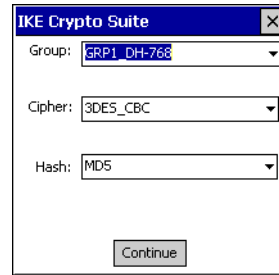 IKE Crypto Suite
Group: GRP1_DH-768
Cipher: 3DES_CBC
Hash: MD5
Continue